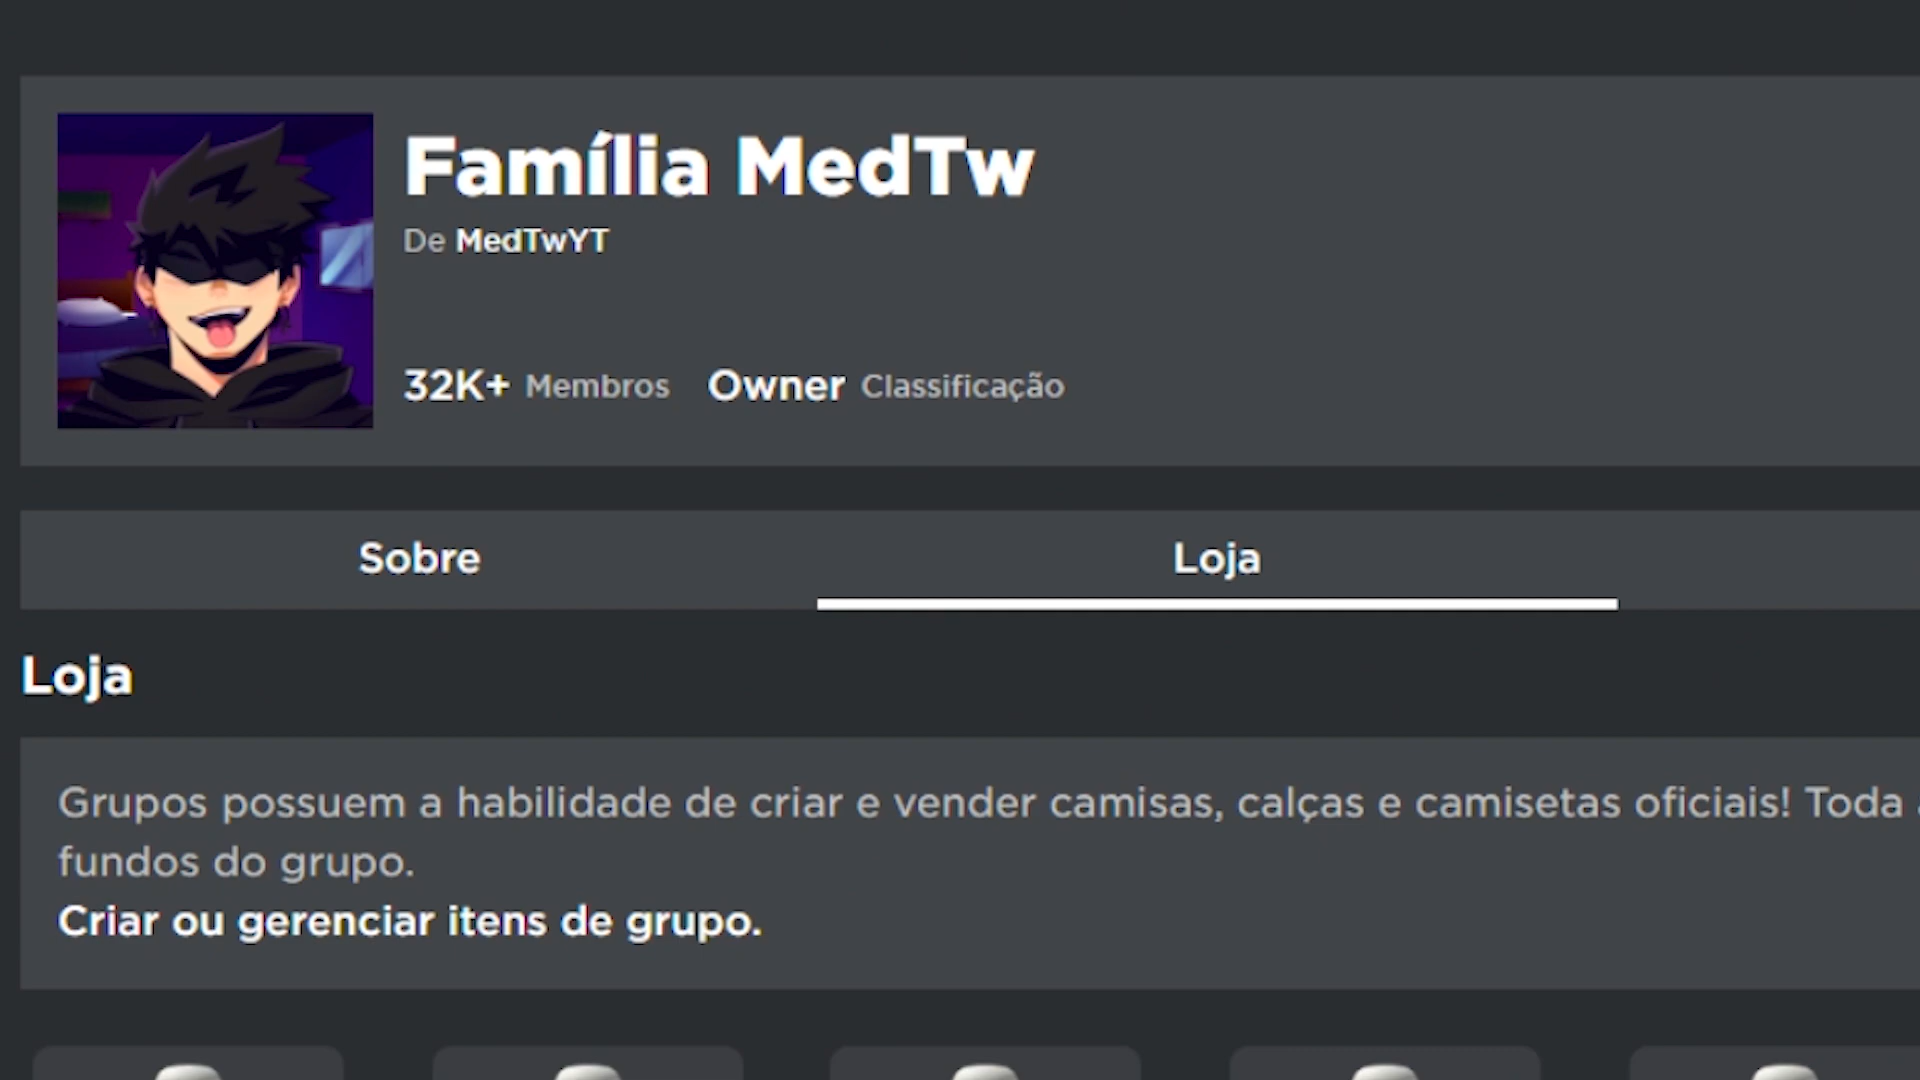 Família MedTw
De MedTwYT
32K+ Membros Owner Classificação
Sobre Loja
Loja
Grupos possuem a habilidade de criar e vender camisas, calças e camisetas oficiais! Toda
fundos do grupo.
Criar ou gerenciar itens de grupo.